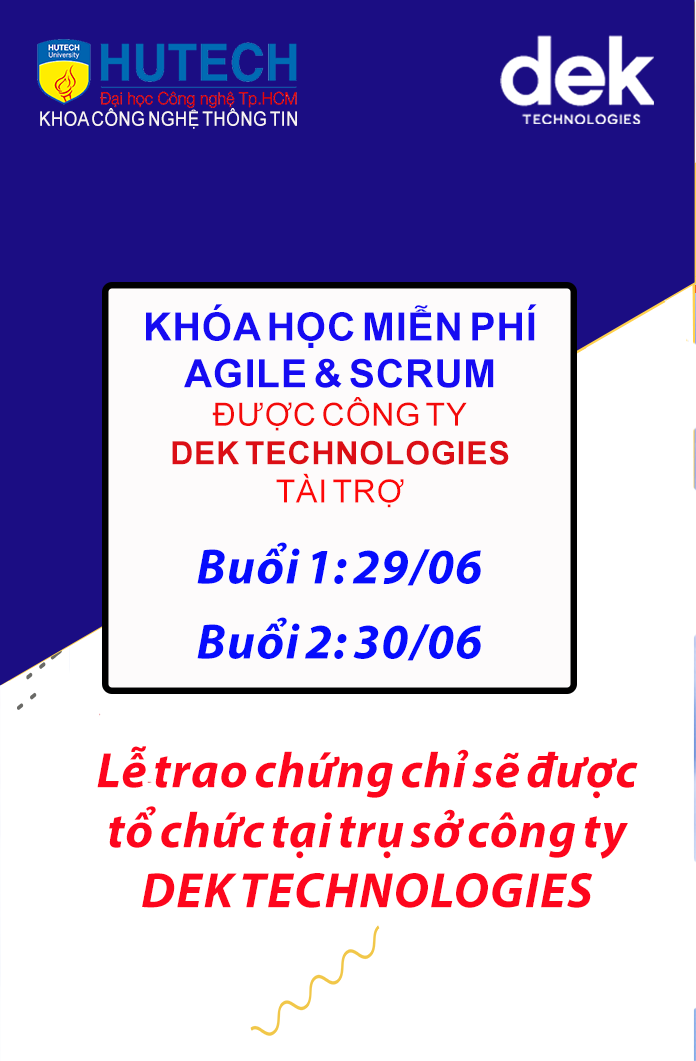 HUTECH
University
HUTECH
Đại học Công nghệ Tp.HCM
KHOA CÔNG NGHỆ THÔNG TIN
dek
TECHNOLOGIES
KHÓA HỌC MIỄN PHÍ
AGILE & SCRUM
ĐƯỢC CÔNG TY
DEK TECHNOLOGIES
TÀI TRỢ
Buổi 1: 29/06
Buổi 2: 30/06
Lễ trao chứng chỉ sẽ được
tổ chức tại trụ sở công ty
DEK TECHNOLOGIES